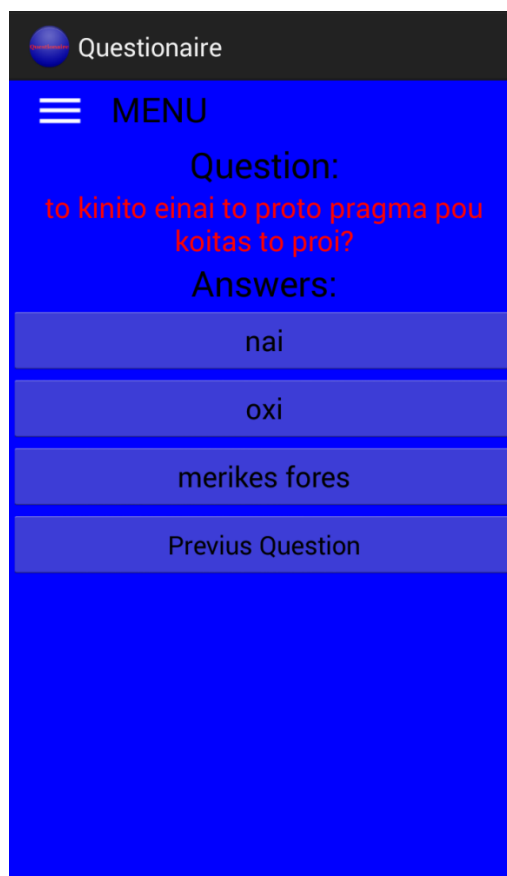 Questionaire
MENU
Question:
to kinito einai to proto pragma pou
koitas to proi?
Answers:
nai
oxi
merikes fores
Previus Question